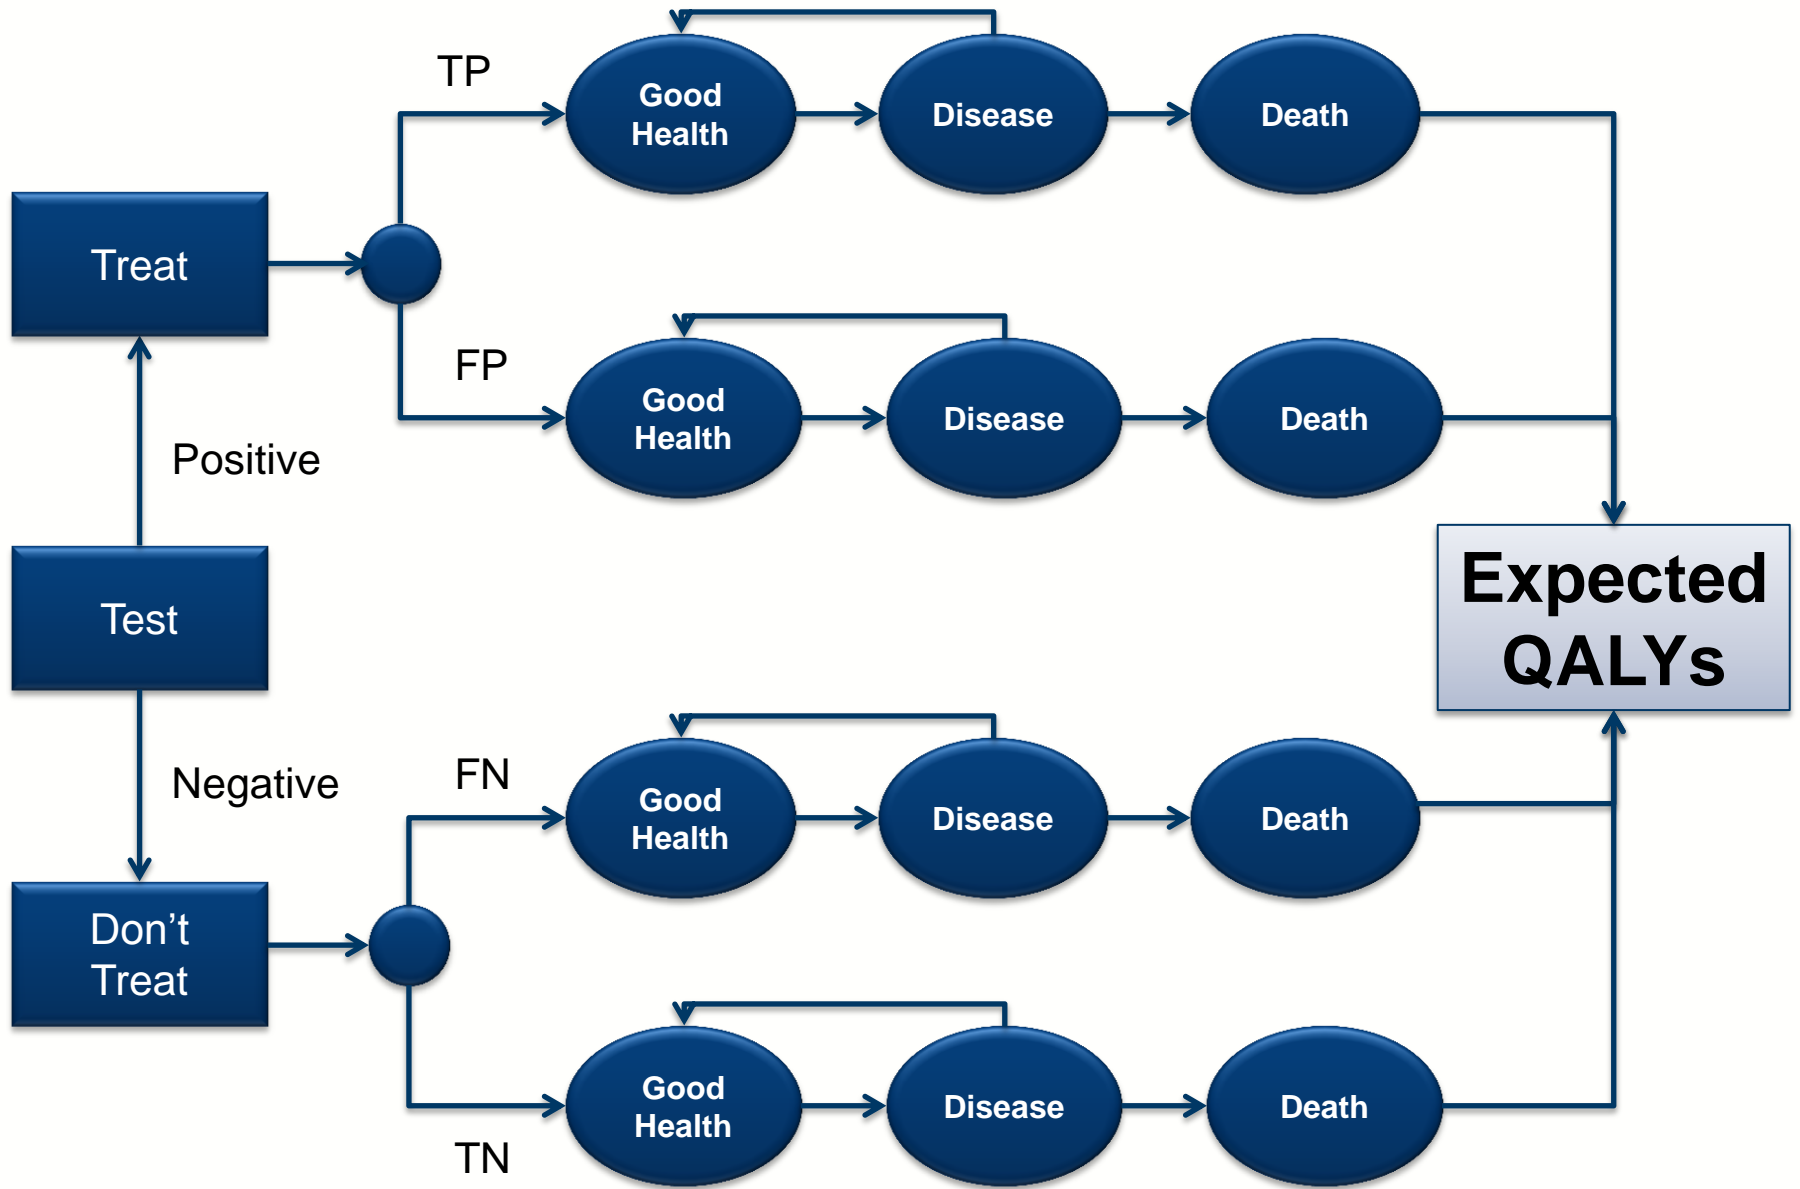 TP
Good
Health
Disease
Death
Treat
FP
Good
Health
Disease
Death
Positive
Test
Expected
QALYs
Negative
FN
Good
Health
Disease
Death
Don’t
Treat
TN
Good
Health
Disease
Death